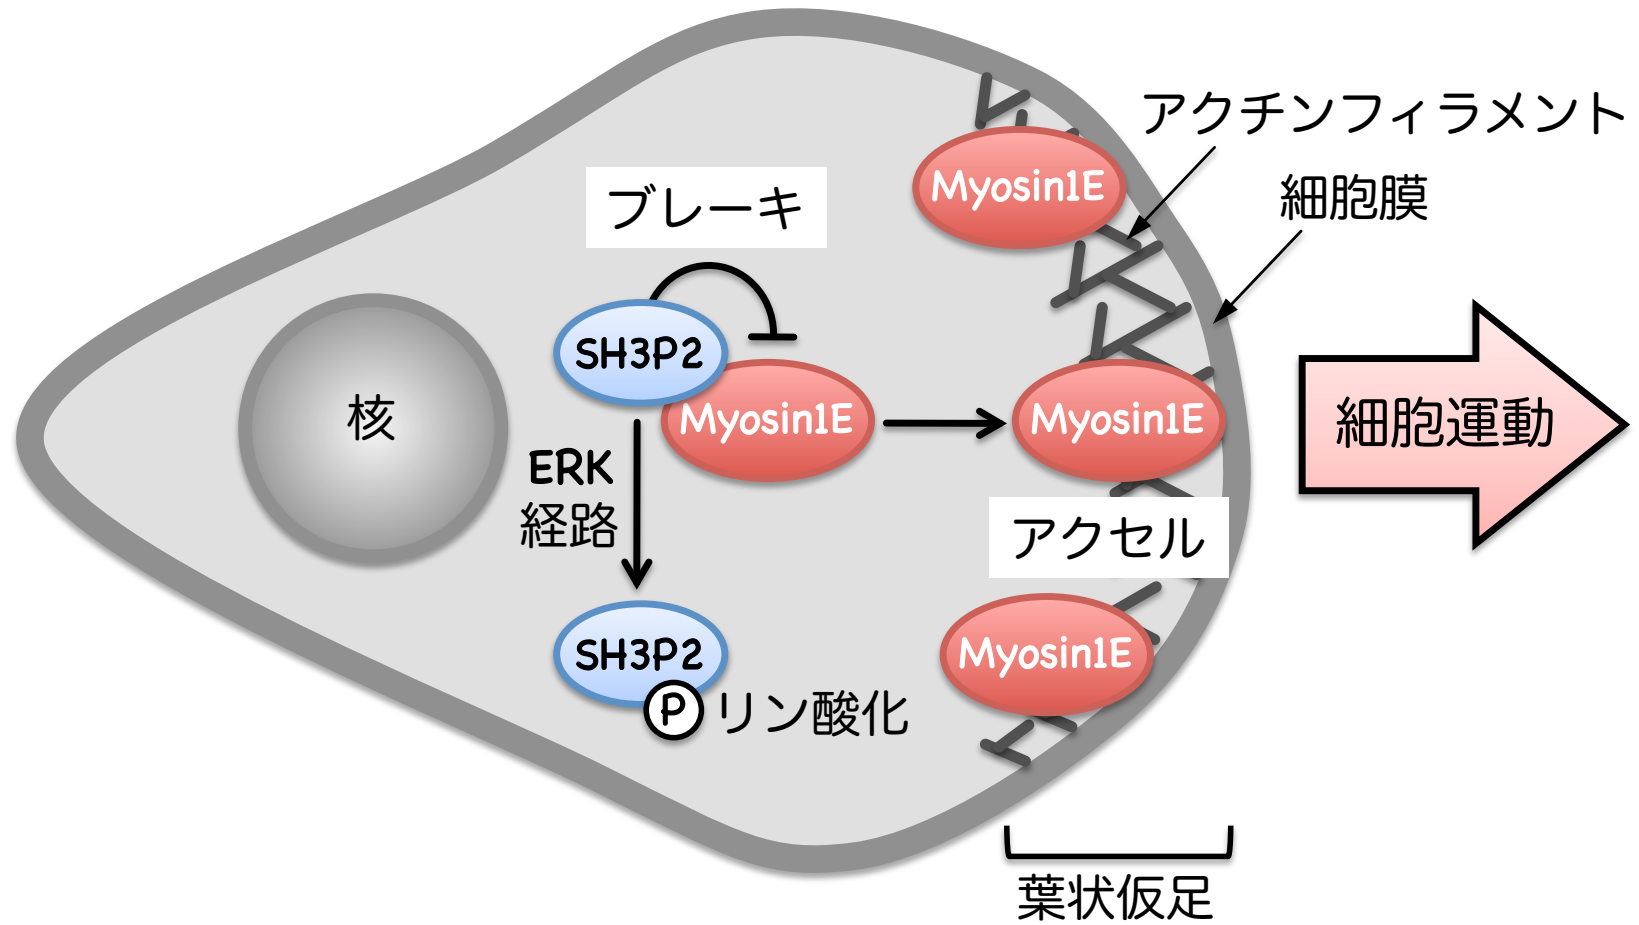 アクチンフィラメント
Myosin1E
細胞膜
ブレーキ
SH3P2
Myosin1E
Myosin1E
核
細胞運動
ERK
経路
アクセル
SH3P2
Myosin1E
P
リン酸化
葉状仮足